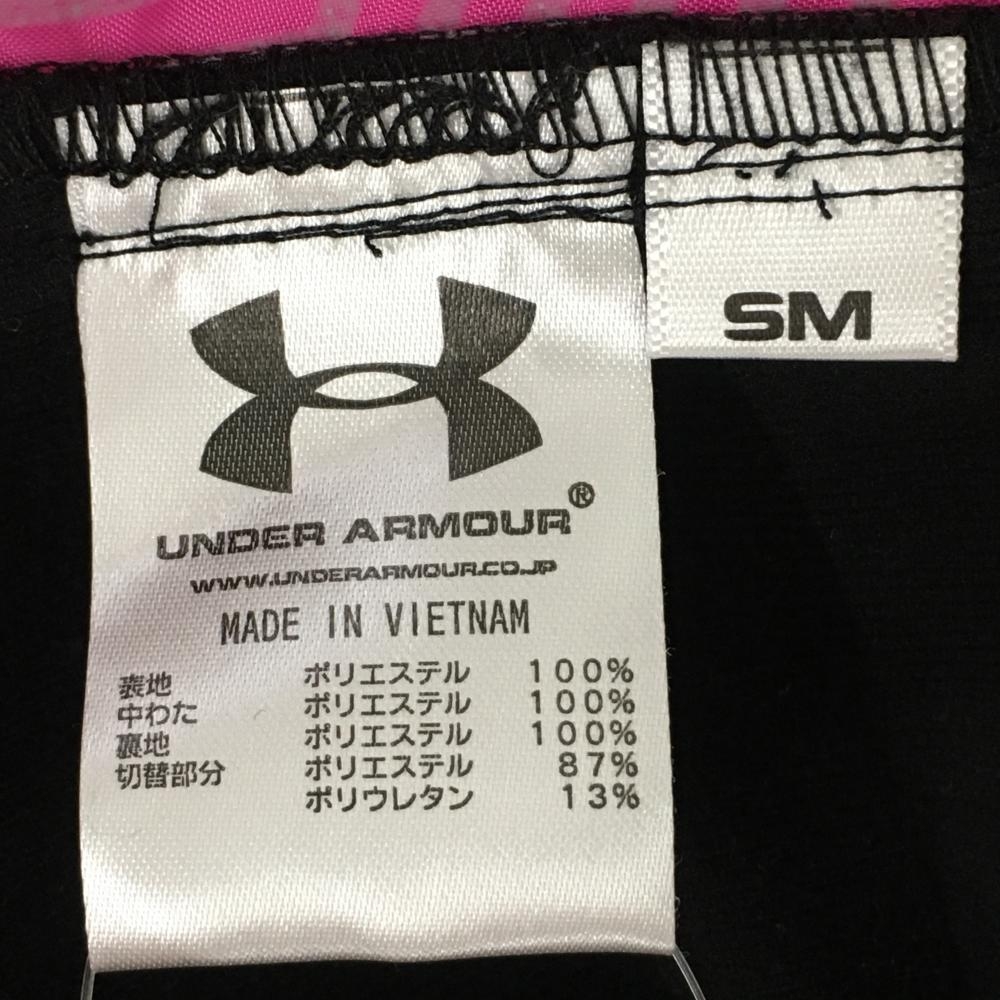 SM
UNDER ARMOUR®
WWW.UNDERARMOUR.CO.JP
MADE IN VIETNAM
表地 ポリエステル 100%
中わた ポリエステル 100%
裏地 ポリエステル 100%
切替部分 ポリエステル 87%
ポリウレタン 13%